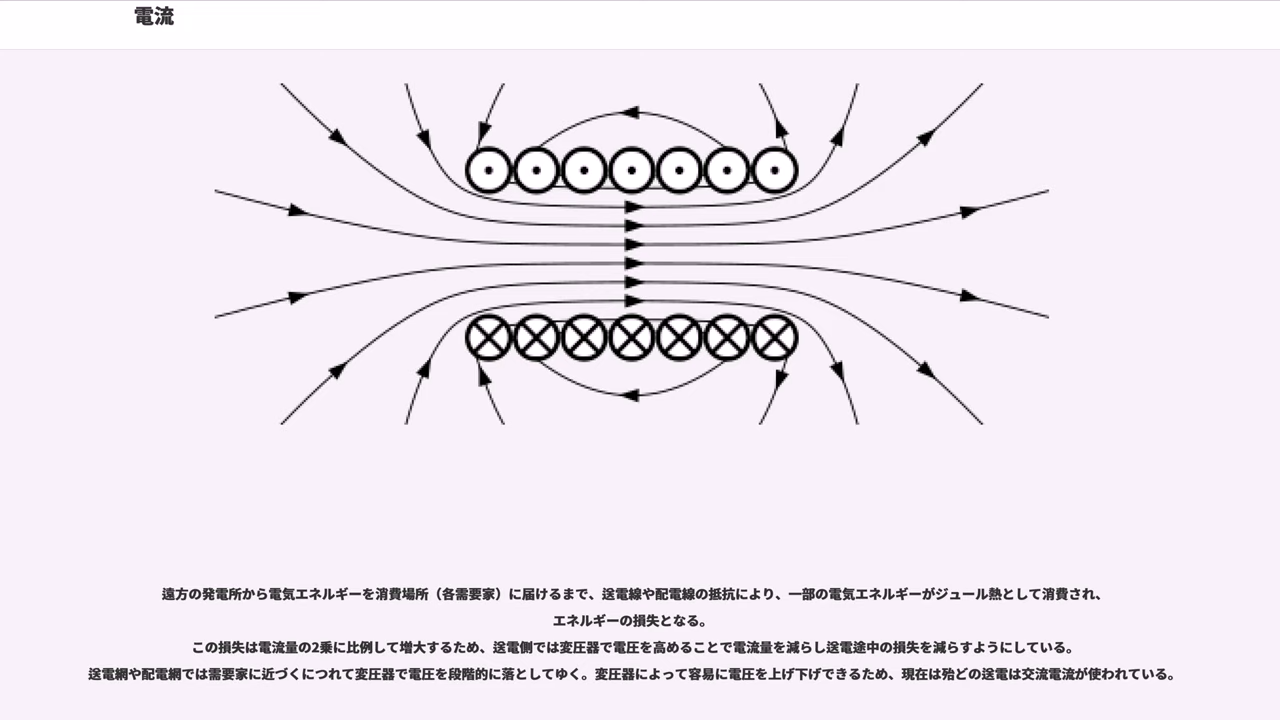 電流
遠方の発電所から電気エネルギーを消費場所（各需要家）に届けるまで、送電線や配電線の抵抗により、一部の電気エネルギーがジュール熱として消費され、
エネルギーの損失となる。
この損失は電流量の2乗に比例して増大するため、送電側では変圧器で電圧を高めることで電流量を減らし送電途中の損失を減らすようにしている。
送電網や配電網では需要家に近づくにつれて変圧器で電圧を段階的に落としてゆく。変圧器によって容易に電圧を上げ下げできるため、現在は殆どの送電は交流電流が使われている。